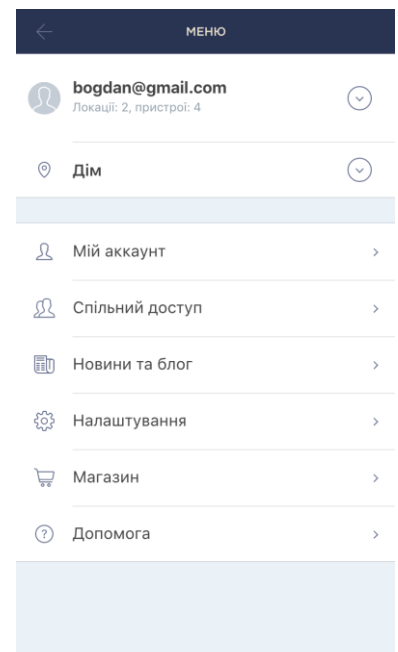 МЕНЮ
bogdan@gmail.com
Локації: 2, пристрої: 4
Дім
Мій аккаунт
Спільний доступ
Новини та блог
Налаштування
Магазин
Допомога